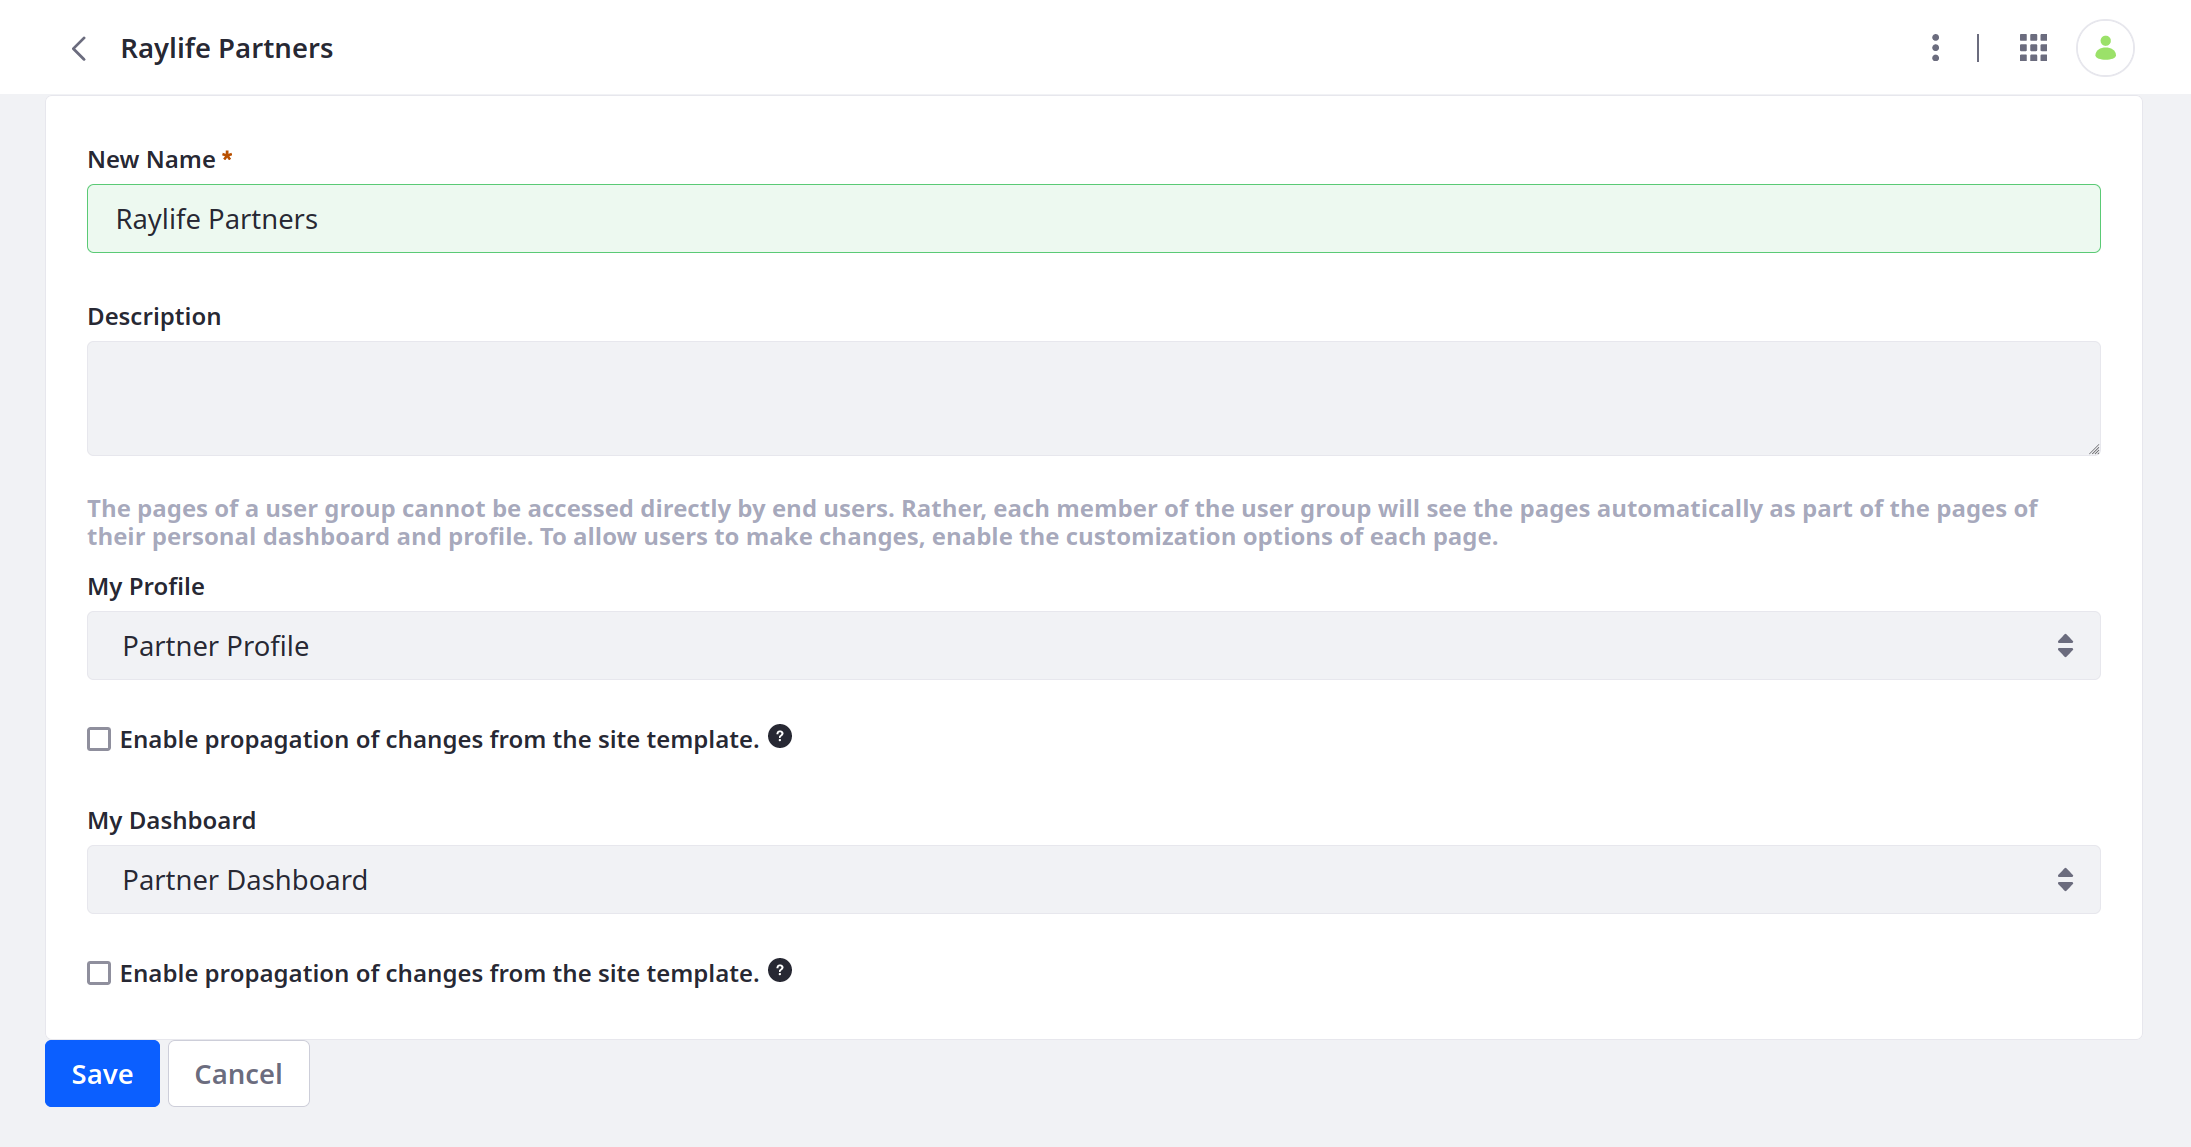 Raylife Partners
New Name *
Raylife Partners
Description
The pages of a user group cannot be accessed directly by end users. Rather, each member of the user group will see the pages automatically as part of the pages of
their personal dashboard and profile. To allow users to make changes, enable the customization options of each page.
My Profile
Partner Profile
Enable propagation of changes from the site template. ?
My Dashboard
Partner Dashboard
Enable propagation of changes from the site template. ?
Save Cancel